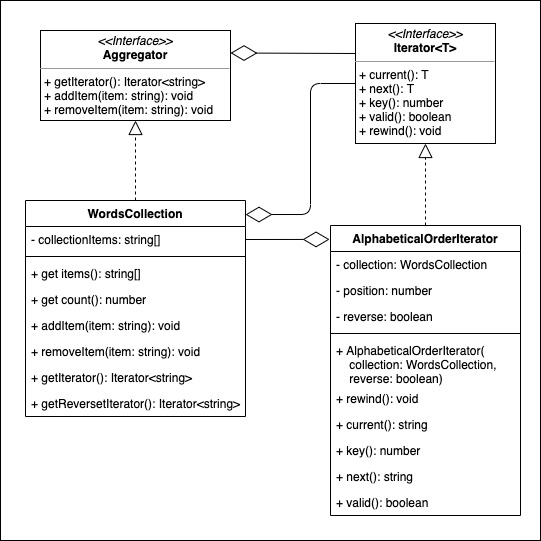 <<Interface>>
Aggregator
+ getIterator(): Iterator<string>
+ addItem(item: string): void
+ removeItem(item: string): void
<<Interface>>
Iterator<T>
+ current(): T
+ next(): T
+ key(): number
+ valid(): boolean
+ rewind(): void
WordsCollection
- collectionItems: string[]
+ get items(): string[]
+ get count(): number
+ addItem(item: string): void
+ removeItem(item: string): void
+ getIterator(): Iterator<string>
+ getReversetIterator(): Iterator<string>
AlphabeticalOrderIterator
- collection: WordsCollection
- position: number
- reverse: boolean
+ AlphabeticalOrderIterator(
collection: WordsCollection,
reverse: boolean)
+ rewind(): void
+ current(): string
+ key(): number
+ next(): string
+ valid(): boolean